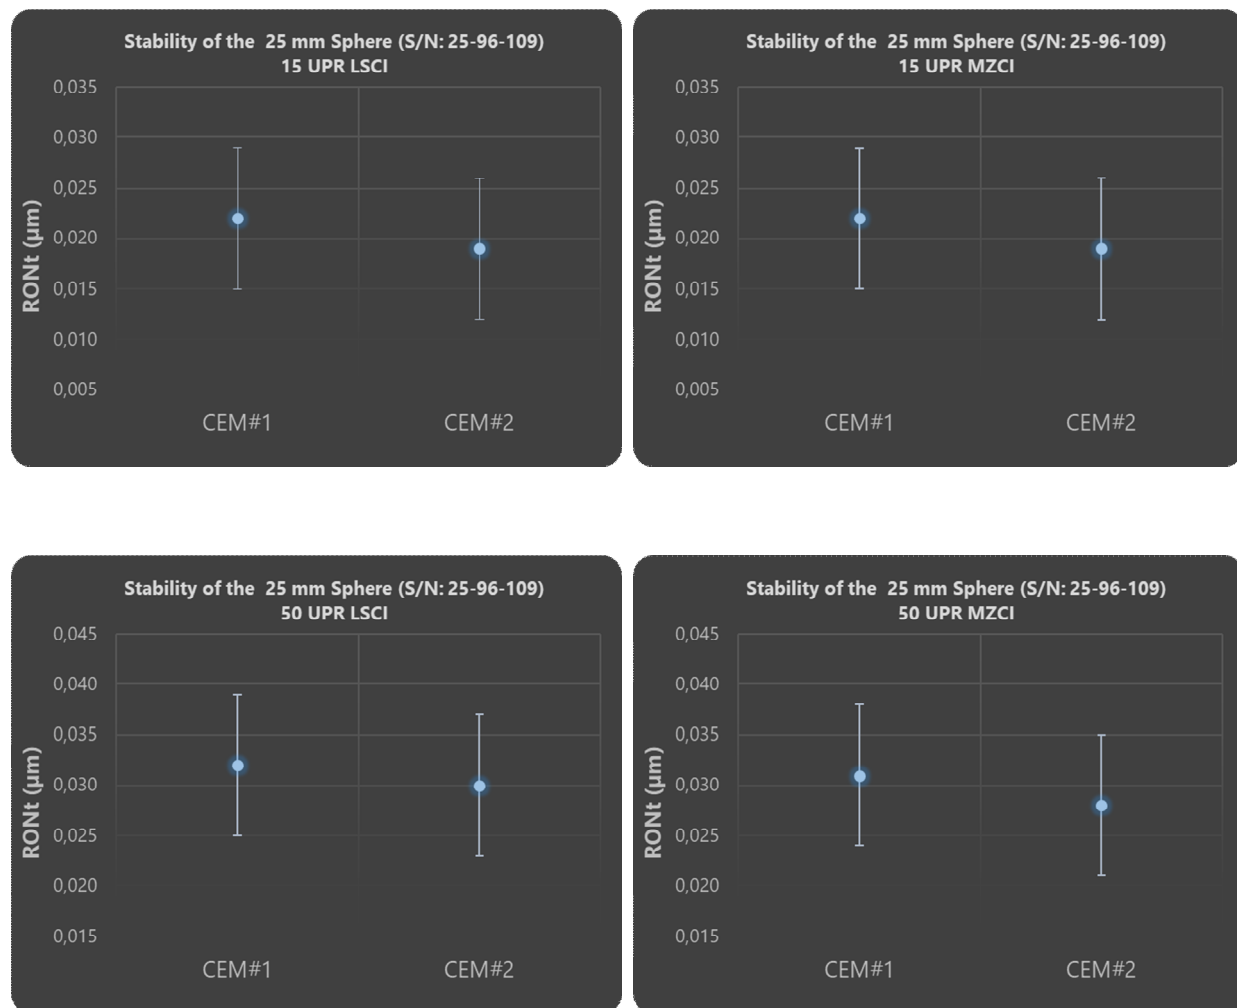 Stability of the  25 mm Sphere (S/N: 25-96-109)
15 UPR LSCI
0,035
0,030
0,025
0,020
0,015
0,010
0,005
RONt (μm)
CEM#1 CEM#2
Stability of the  25 mm Sphere (S/N: 25-96-109)
15 UPR MZCI
0,035
0,030
0,025
0,020
0,015
0,010
0,005
RONt (μm)
CEM#1 CEM#2
Stability of the  25 mm Sphere (S/N: 25-96-109)
50 UPR LSCI
0,045
0,040
0,035
0,030
0,025
0,020
0,015
RONt (μm)
CEM#1 CEM#2
Stability of the  25 mm Sphere (S/N: 25-96-109)
50 UPR MZCI
0,045
0,040
0,035
0,030
0,025
0,020
0,015
RONt (μm)
CEM#1 CEM#2